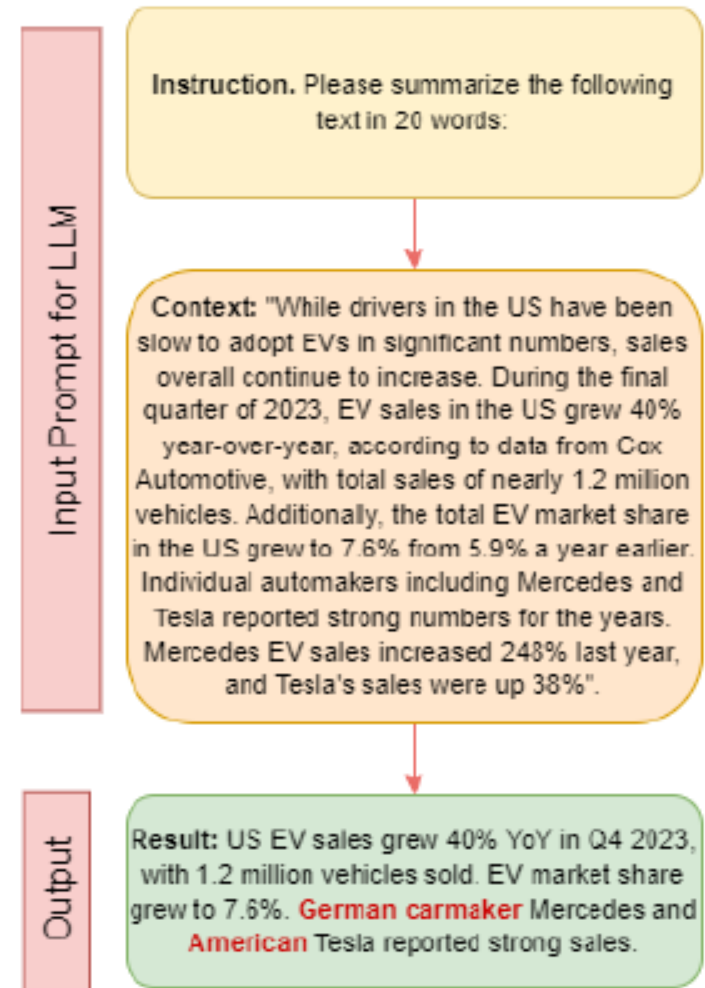 Input Prompt for LLM
Instruction. Please summarize the following
text in 20 words:
Context: "While drivers in the US have been
slow to adopt EVs in significant numbers, sales
overall continue to increase. During the final
quarter of 2023, EV sales in the US grew 40%
year-over-year, according to data from Cox
Automotive, with total sales of nearly 1.2 million
vehicles. Additionally, the total EV market share
in the US grew to 7.6% from 5.9% a year earlier.
Individual automakers including Mercedes and
Tesla reported strong numbers for the years.
Mercedes EV sales increased 248% last year,
and Tesla's sales were up 38%".
Output
Result: US EV sales grew 40% YoY in Q4 2023,
with 1.2 million vehicles sold. EV market share
grew to 7.6%. German carmaker Mercedes and
American Tesla reported strong sales.